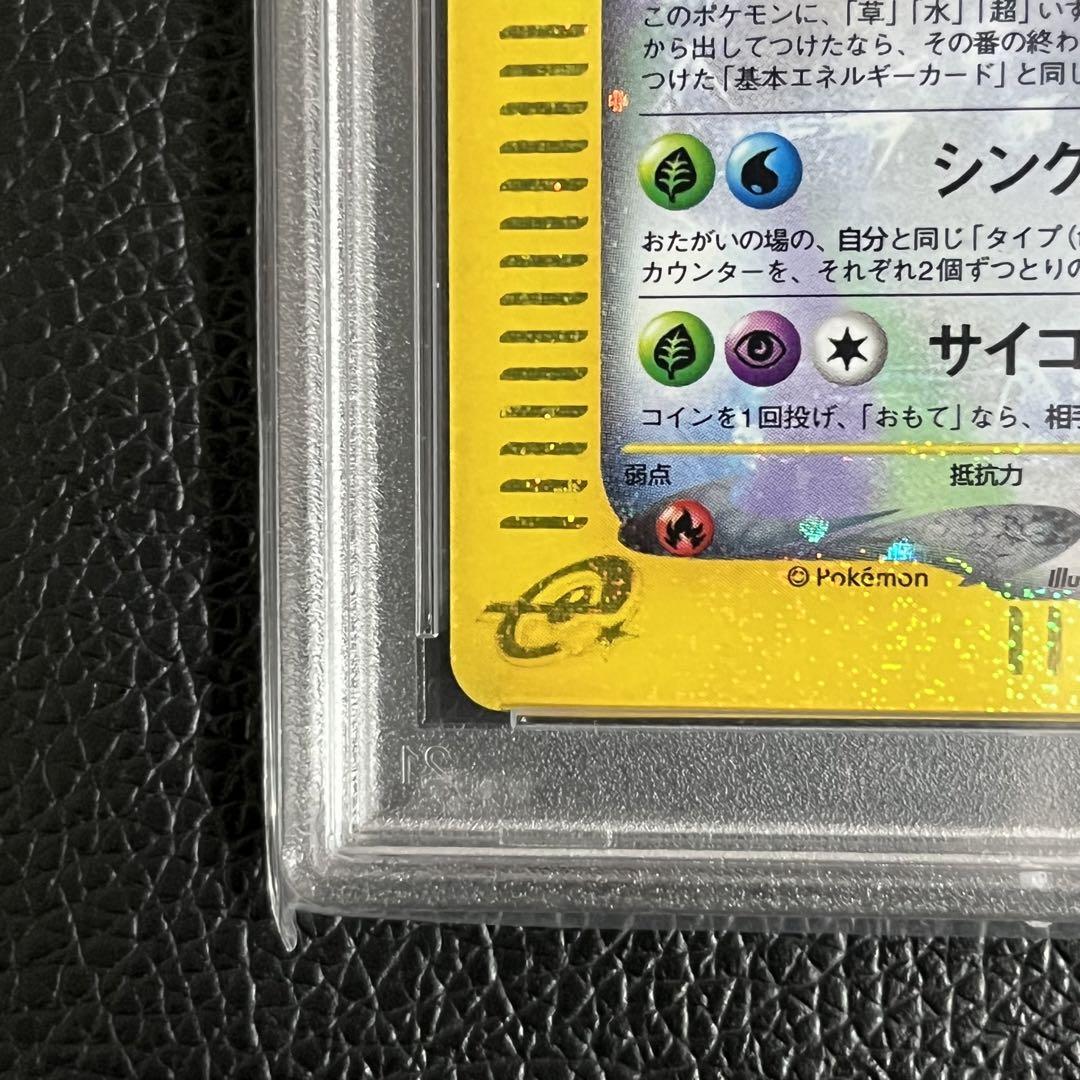 このポケモンに、「草」「水」「超」いず
から出してつけたなら、その番の終わ
つけた「基本エネルギーカード」と同じ
シンク
おたがいの場の、自分と同じ「タイプ(
カウンターを、それぞれ2個ずつとりの
サイコ
コインを1回投げ、「おもて」なら、相手
弱点 抵抗力
© Pokémon Illu
21